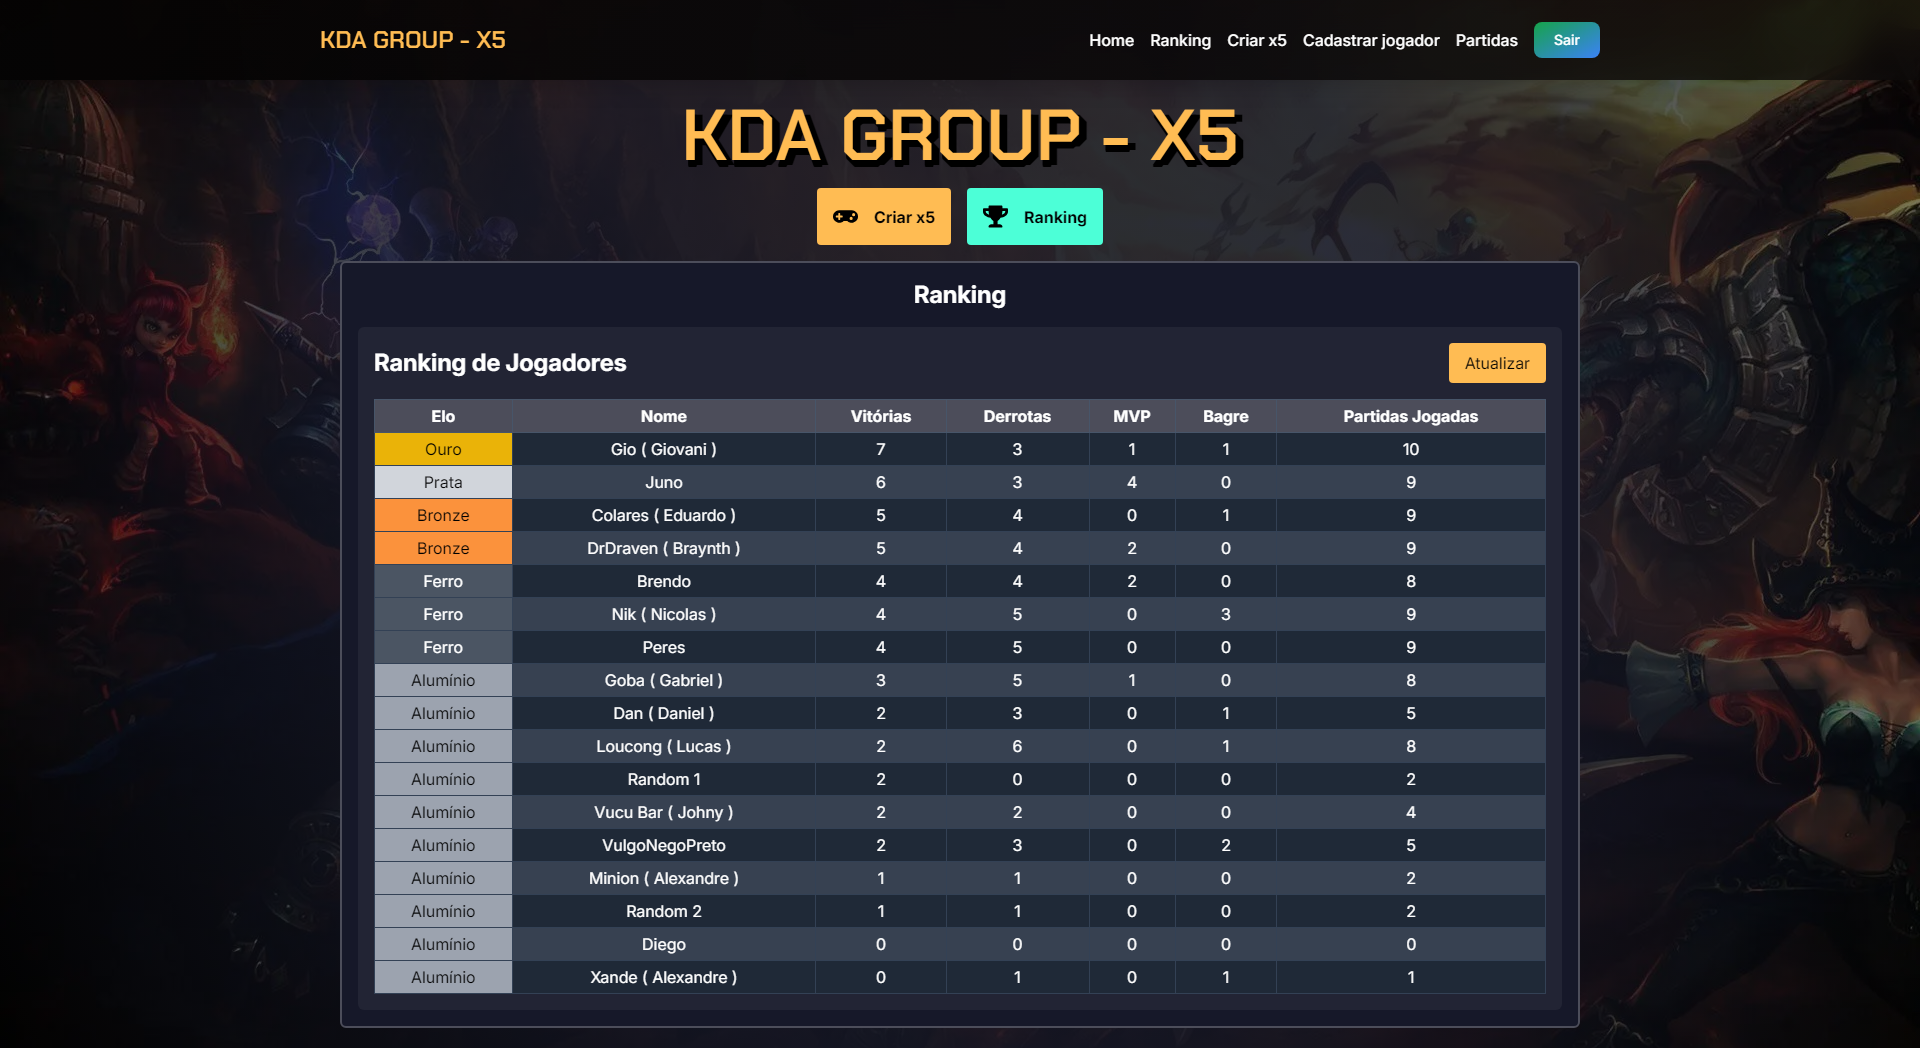 KDA GROUP - X5
Home Ranking Criar x5 Cadastrar jogador Partidas Sair
KDA GROUP - X5
Criar x5 Ranking
Ranking
Ranking de Jogadores Atualizar
Elo Nome Vitórias Derrotas MVP Bagre Partidas Jogadas
Ouro Gio ( Giovani ) 7 3 1 1 10
Prata Juno 6 3 4 0 9
Bronze Colares ( Eduardo ) 5 4 0 1 9
Bronze DrDraven ( Braynth ) 5 4 2 0 9
Ferro Brendo 4 4 2 0 8
Ferro Nik ( Nicolas ) 4 5 0 3 9
Ferro Peres 4 5 0 0 9
Alumínio Goba ( Gabriel ) 3 5 1 0 8
Alumínio Dan ( Daniel ) 2 3 0 1 5
Alumínio Loucong ( Lucas ) 2 6 0 1 8
Alumínio Random 1 2 0 0 0 2
Alumínio Vucu Bar ( Johny ) 2 2 0 0 4
Alumínio VulgoNegoPreto 2 3 0 2 5
Alumínio Minion ( Alexandre ) 1 1 0 0 2
Alumínio Random 2 1 1 0 0 2
Alumínio Diego 0 0 0 0 0
Alumínio Xande ( Alexandre ) 0 1 0 1 1